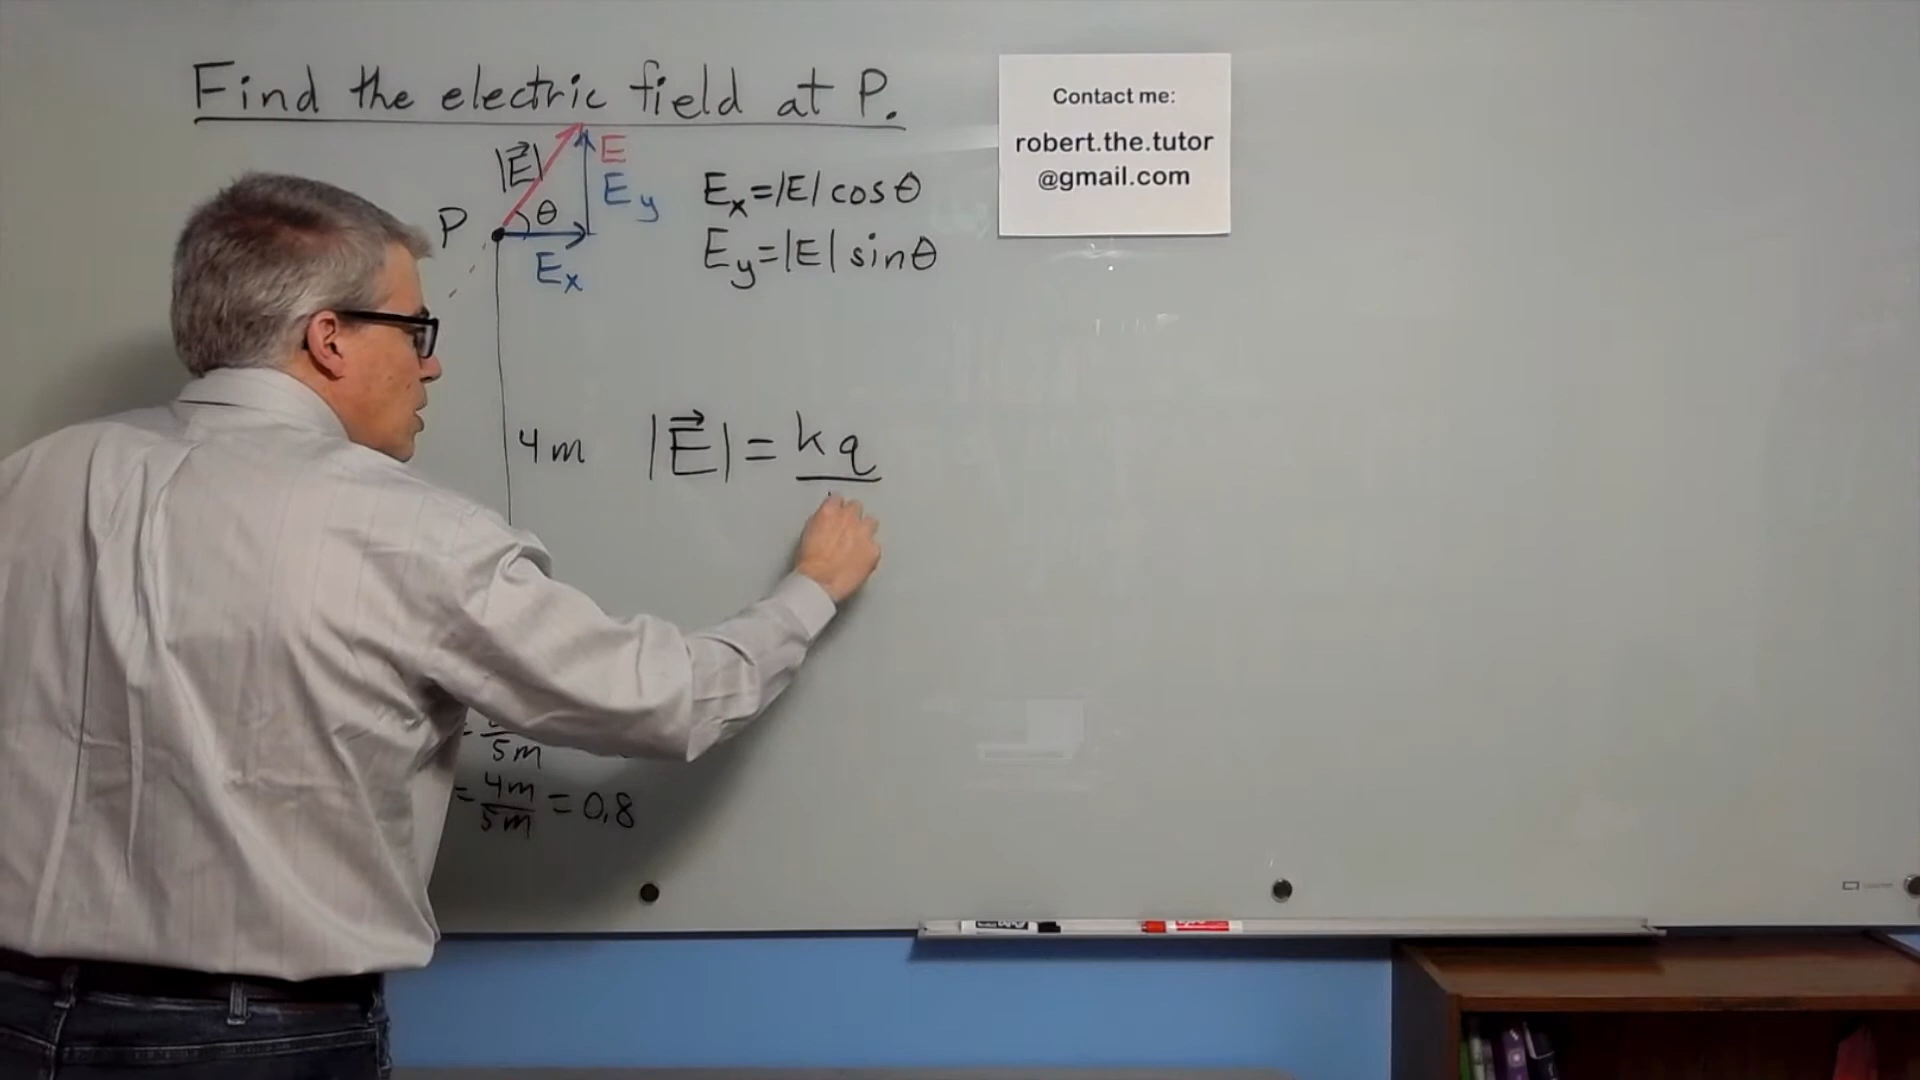 Find the electric field at P.
|E| E
Ey
P θ
Ex
Ex=|E|cosθ
Ey=|E|sinθ
Contact me:
robert.the.tutor
@gmail.com
4m
|E| = kq
= 5m
= 4m/5m = 0.8